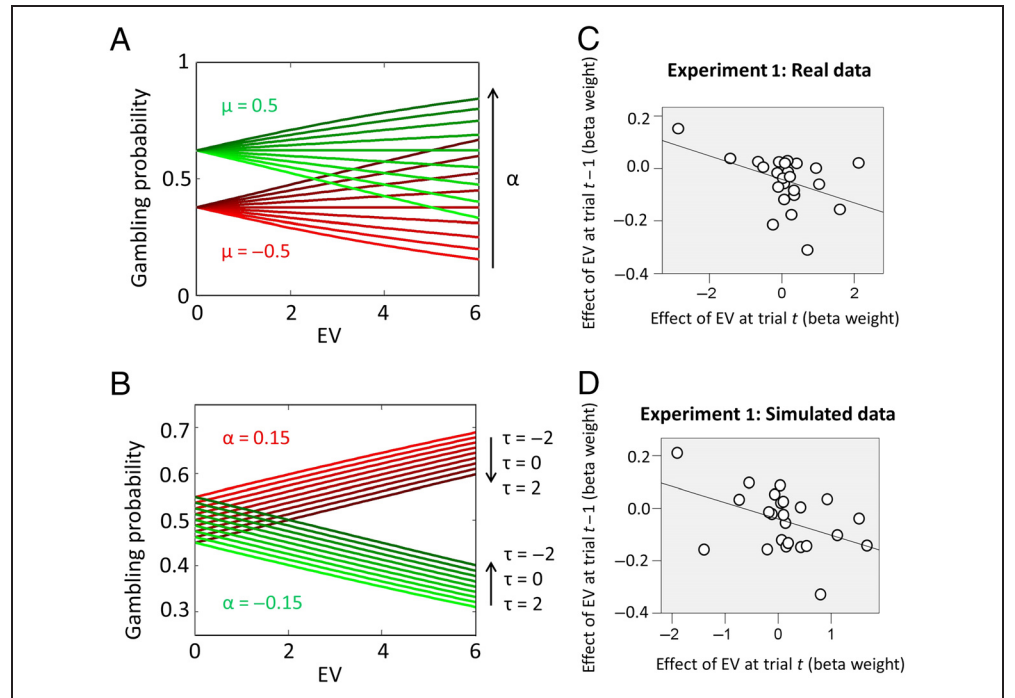 A
Gambling probability
1
0.5
0
μ = 0.5
μ = −0.5
0 2 4 6
EV
α
B
Gambling probability
0.7
0.6
0.5
0.4
0.3
α = 0.15
α = −0.15
0 2 4 6
EV
τ = −2
τ = 0
τ = 2
τ = −2
τ = 0
τ = 2
C
Experiment 1: Real data
Effect of EV at trial t − 1 (beta weight)
0.2
0.0
−0.2
−0.4
−2 0 2
Effect of EV at trial t (beta weight)
D
Experiment 1: Simulated data
Effect of EV at trial t−1 (beta weight)
0.2
0.0
−0.2
−0.4
−2 −1 0 1
Effect of EV at trial t (beta weight)